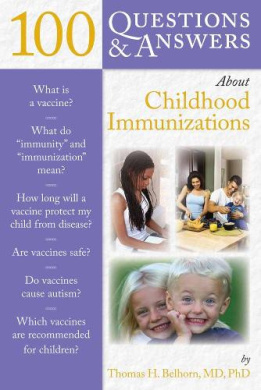 100 QUESTIONS
& ANSWERS
About
Childhood
Immunizations
What is
a vaccine?
What do
“immunity” and
“immunization”
mean?
How long will a
vaccine protect my
child from disease?
Are vaccines safe?
Do vaccines
cause autism?
Which vaccines
are recommended
for children?
by
Thomas H. Belhorn, MD, PhD